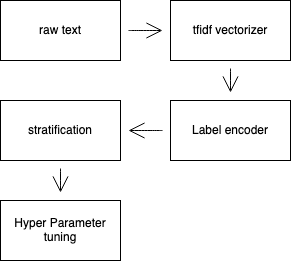 raw text
tfidf vectorizer
Label encoder
stratification
Hyper Parameter
tuning